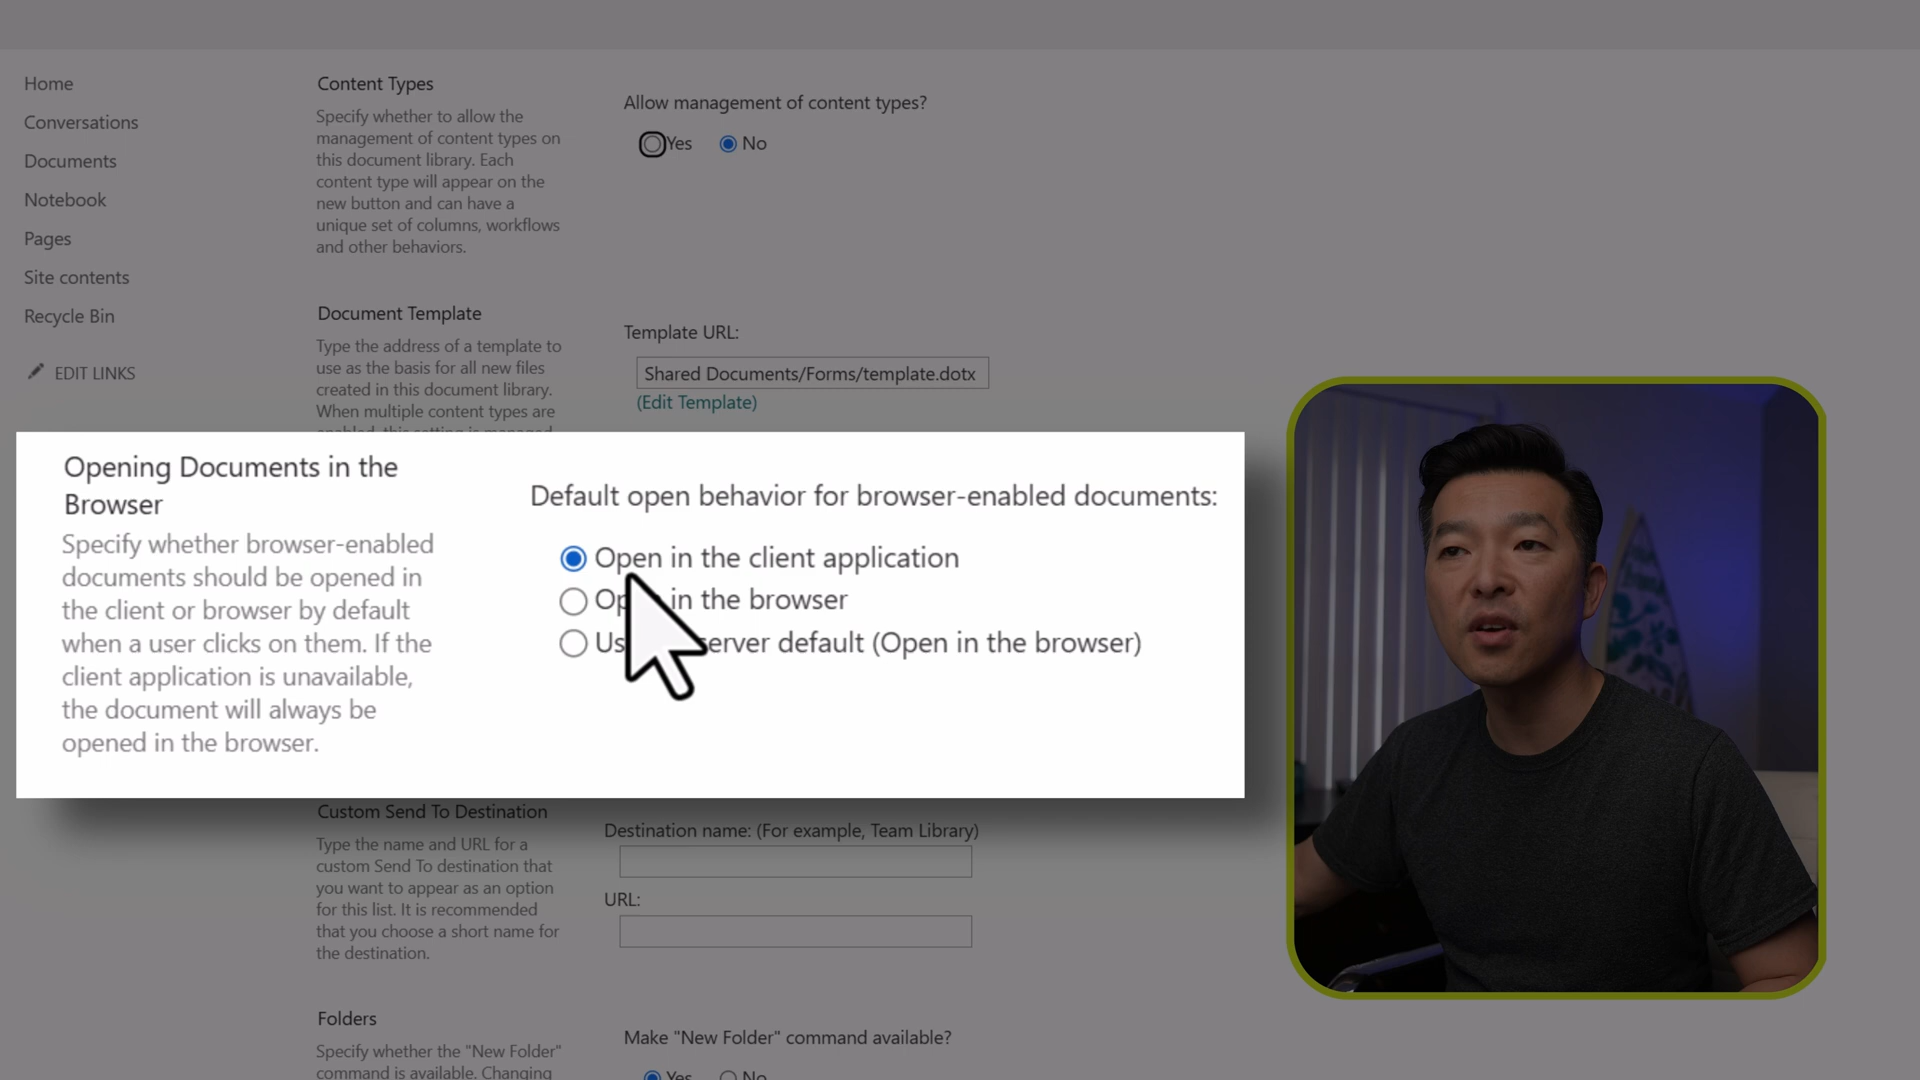 Home
Conversations
Documents
Notebook
Pages
Site contents
Recycle Bin
EDIT LINKS
Content Types
Specify whether to allow the
management of content types on
this document library. Each
content type will appear on the
new button and can have a
unique set of columns, workflows
and other behaviors.
Allow management of content types?
Yes No
Document Template
Type the address of a template to
use as the basis for all new files
created in this document library.
When multiple content types are
Template URL:
Shared Documents/Forms/template.dotx
(Edit Template)
Opening Documents in the
Browser
Specify whether browser-enabled
documents should be opened in
the client or browser by default
when a user clicks on them. If the
client application is unavailable,
the document will always be
opened in the browser.
Default open behavior for browser-enabled documents:
Open in the client application
in the browser
default (Open in the browser)
Custom Send To Destination
Type the name and URL for a
custom Send To destination that
you want to appear as an option
for this list. It is recommended
that you choose a short name for
the destination.
Destination name: (For example, Team Library)
URL:
Folders
Specify whether the "New Folder"
command is available. Changing
Make "New Folder" command available?
Yes No